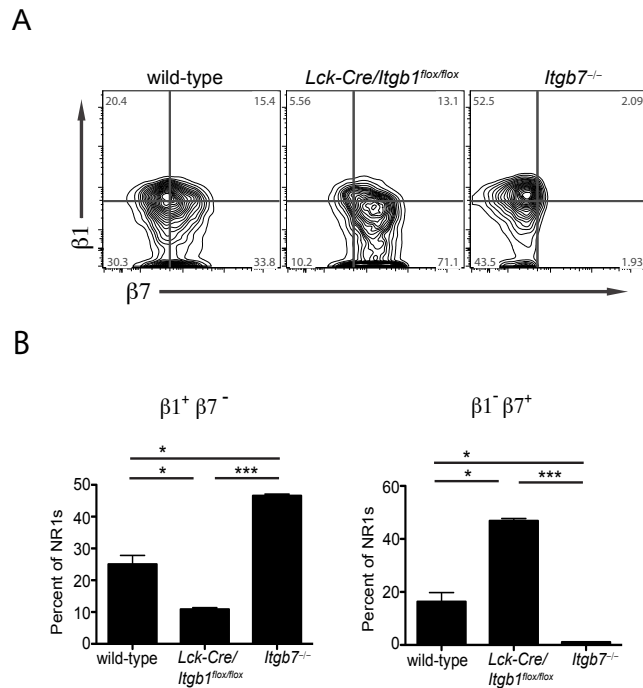 A
wild-type
Lck-Cre/Itgb1flox/flox
Itgb7–/–
20.4
15.4
5.56
13.1
52.5
2.09
30.3
33.8
10.2
71.1
43.5
1.93
β1
β7
B
β1+ β7 -
β1- β7+
*
*
***
*
*
***
Percent of NR1s
50
40
30
20
10
0
wild-type
Lck-Cre/
Itgb1flox/flox
Itgb7–/–
Percent of NR1s
60
40
20
0
wild-type
Lck-Cre/
Itgb1flox/flox
Itgb7–/–